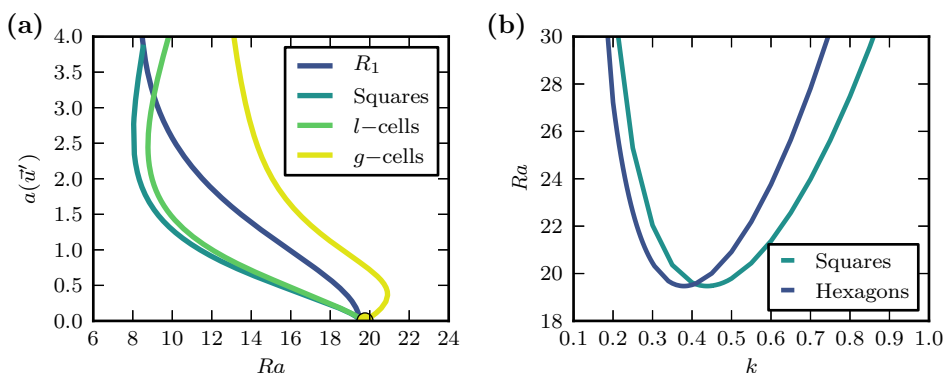 (a)
4.0
3.5
3.0
2.5
2.0
1.5
1.0
0.5
0.0
6 8 10 12 14 16 18 20 22 24
Ra
a(u⃗′)
R₁
Squares
l−cells
g−cells
(b)
30
28
26
24
22
20
18
0.1 0.2 0.3 0.4 0.5 0.6 0.7 0.8 0.9 1.0
k
Ra
Squares
Hexagons